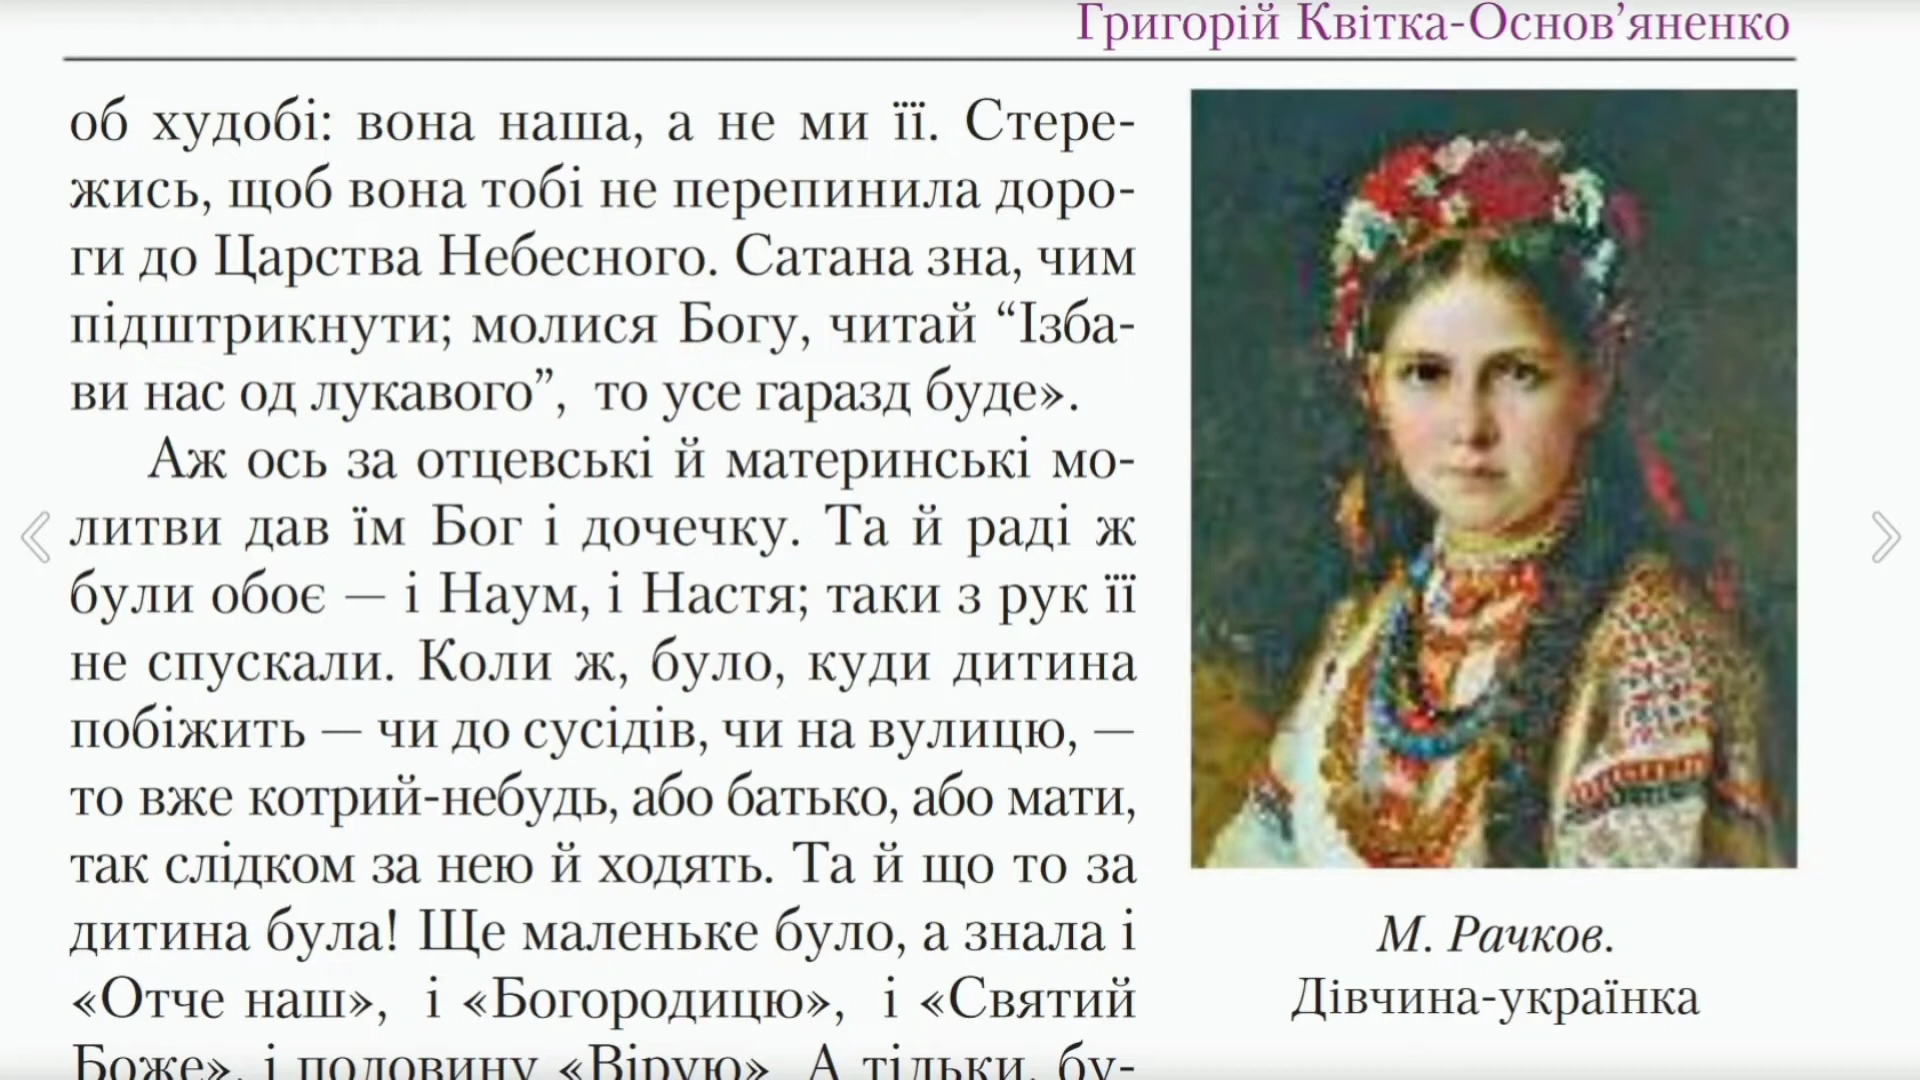 Григорій Квітка-Основ’яненко
об худобі: вона наша, а не ми її. Стере-
жись, щоб вона тобі не перепинила доро-
ги до Царства Небесного. Сатана зна, чим
підштрикнути; молися Богу, читай “Ізба-
ви нас од лукавого”, то усе гаразд буде».
Аж ось за отцевські й материнські мо-
литви дав їм Бог і дочечку. Та й раді ж
були обоє — і Наум, і Настя; таки з рук її
не спускали. Коли ж, було, куди дитина
побіжить — чи до сусідів, чи на вулицю, —
то вже котрий-небудь, або батько, або мати,
так слідком за нею й ходять. Та й що то за
дитина була! Ще маленьке було, а знала і
«Отче наш», і «Богородицю», і «Святий
Боже», і половину «Вірую». А тільки, бу-
М. Рачков.
Дівчина-українка